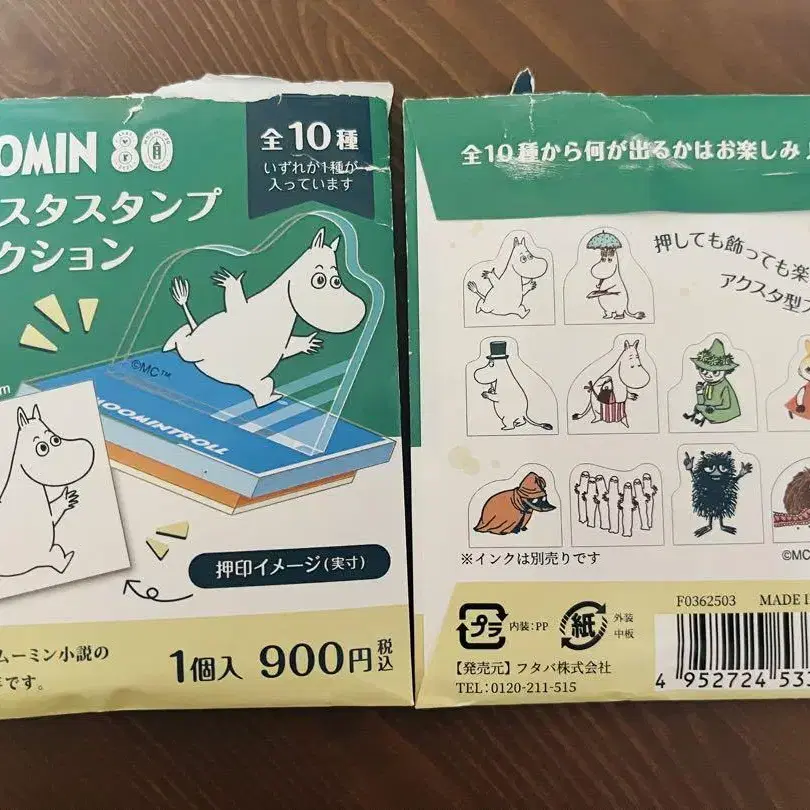 OMIN 80
全10種
いずれか1種が
入っています
スタスタンプ
クション
©MC™
MOOMINTROLL
押印イメージ(実寸)
ムーミン小説の
です。
1個入 900円 税込
全10種から何が出るかはお楽しみ♪
押しても飾っても楽
アクスタ型ス
※インクは別売りです
©MC
F0362503 MADE I
プラ 内装:PP 紙 外装 中板
【発売元】フタバ株式会社
TEL:0120-211-515
4 952724 533